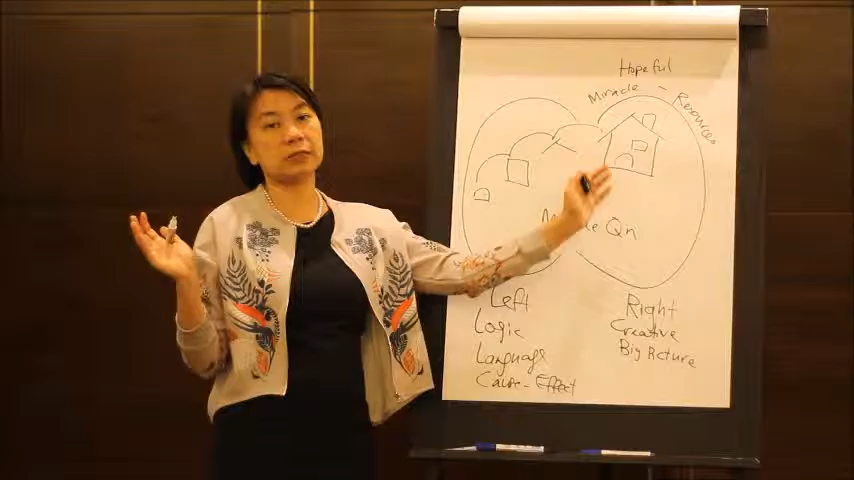 Hopeful
Miracle - Resources
Qn
Left
Logic
Language
Cause - Effect
Right
Creative
Big Picture